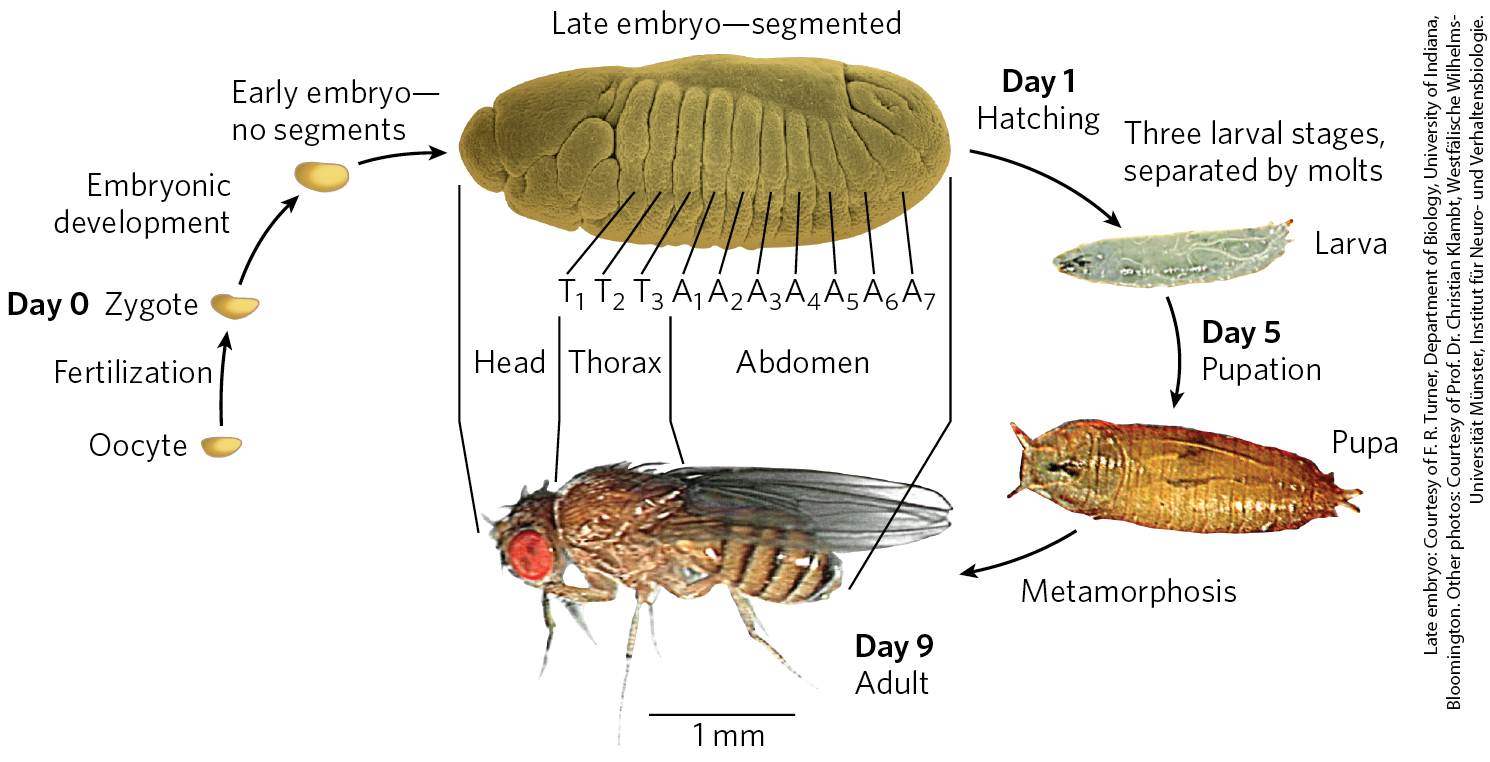 Late embryo—segmented
Early embryo—
no segments
Day 1
Hatching
Three larval stages,
separated by molts
Embryonic
development
Larva
Day 0 Zygote
T1 T2 T3 A1 A2 A3 A4 A5 A6 A7
Day 5
Pupation
Fertilization
Head
Thorax
Abdomen
Oocyte
Pupa
Metamorphosis
Day 9
Adult
1 mm
Late embryo: Courtesy of F. R. Turner, Department of Biology, University of Indiana,
Bloomington. Other photos: Courtesy of Prof. Dr. Christian Klambt, Westfälische Wilhelms-
Universität Münster, Institut für Neuro- und Verhaltensbiologie.